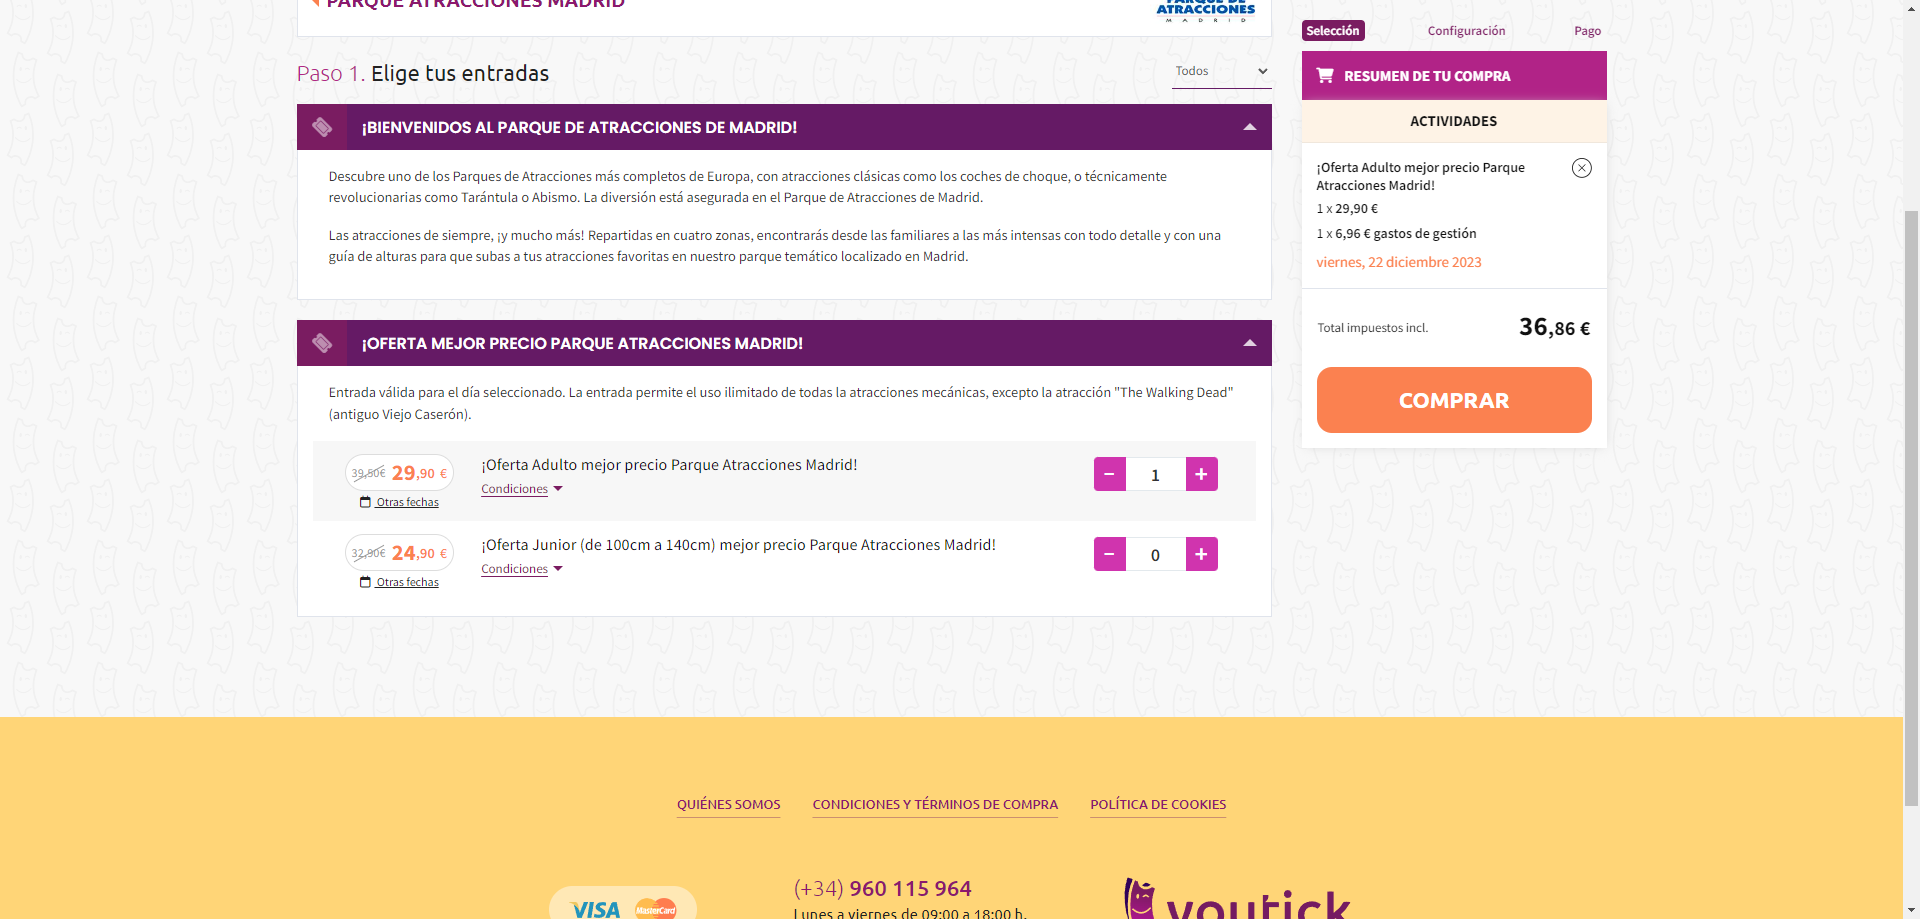 PARQUE ATRACCIONES MADRID
PARQUE DE
ATRACCIONES
MADRID
Selección
Configuración
Pago
RESUMEN DE TU COMPRA
ACTIVIDADES
¡Oferta Adulto mejor precio Parque
Atracciones Madrid!
1 x 29,90 €
1 x 6,96 € gastos de gestión
viernes, 22 diciembre 2023
Total impuestos incl.
36,86 €
COMPRAR
Paso 1. Elige tus entradas
Todos
¡BIENVENIDOS AL PARQUE DE ATRACCIONES DE MADRID!
Descubre uno de los Parques de Atracciones más completos de Europa, con atracciones clásicas como los coches de choque, o técnicamente
revolucionarias como Tarántula o Abismo. La diversión está asegurada en el Parque de Atracciones de Madrid.
Las atracciones de siempre, ¡y mucho más! Repartidas en cuatro zonas, encontrarás desde las familiares a las más intensas con todo detalle y con una
guía de alturas para que subas a tus atracciones favoritas en nuestro parque temático localizado en Madrid.
¡OFERTA MEJOR PRECIO PARQUE ATRACCIONES MADRID!
Entrada válida para el día seleccionado. La entrada permite el uso ilimitado de todas la atracciones mecánicas, excepto la atracción "The Walking Dead"
(antiguo Viejo Caserón).
39,50€ 29,90 €
Otras fechas
¡Oferta Adulto mejor precio Parque Atracciones Madrid!
Condiciones
− 1 +
32,90€ 24,90 €
Otras fechas
¡Oferta Junior (de 100cm a 140cm) mejor precio Parque Atracciones Madrid!
Condiciones
− 0 +
QUIÉNES SOMOS
CONDICIONES Y TÉRMINOS DE COMPRA
POLÍTICA DE COOKIES
VISA
MasterCard
(+34) 960 115 964
Lunes a viernes de 09:00 a 18:00 h.
youtick